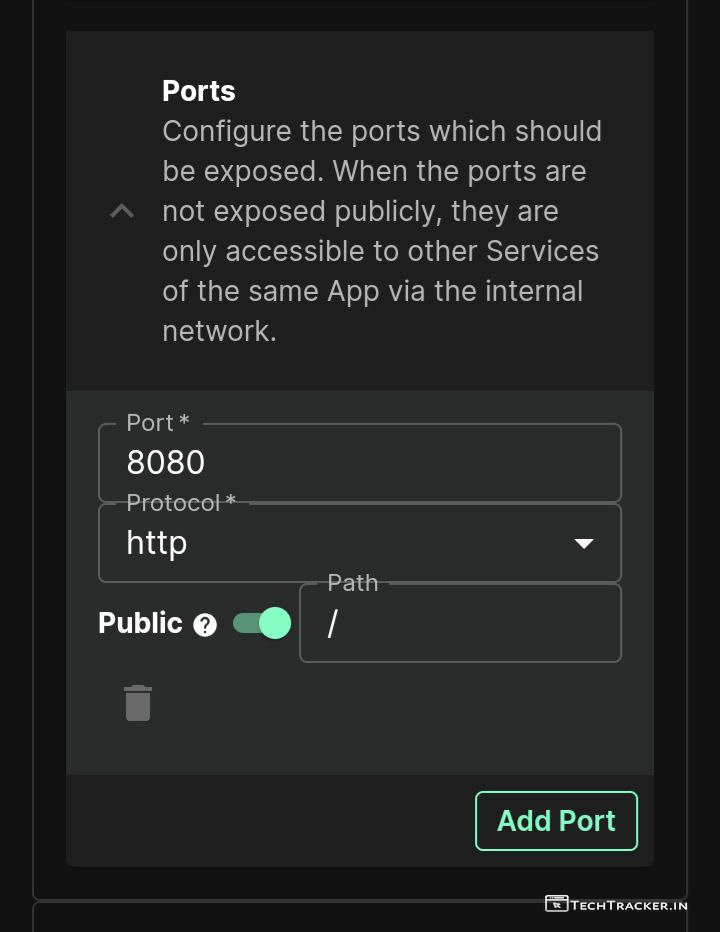 Ports
Configure the ports which should
be exposed. When the ports are
not exposed publicly, they are
only accessible to other Services
of the same App via the internal
network.
Port *
8080
Protocol *
http
Public ?
Path
/
Add Port
TECHTRACKER.IN